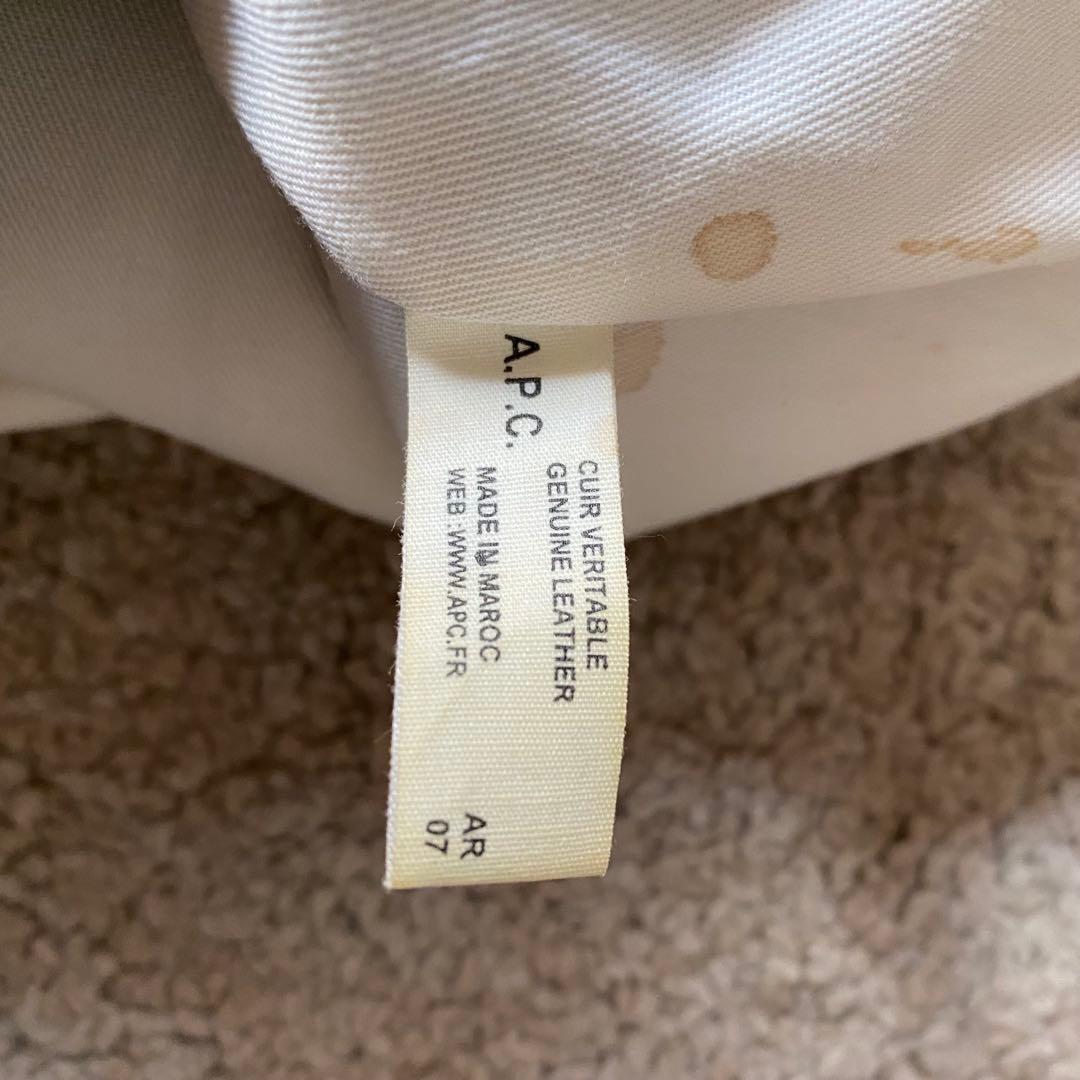 A.P.C.
CUIR VERITABLE
GENUINE LEATHER
MADE IN MAROC
WEB :WWW.APC.FR
AR
07